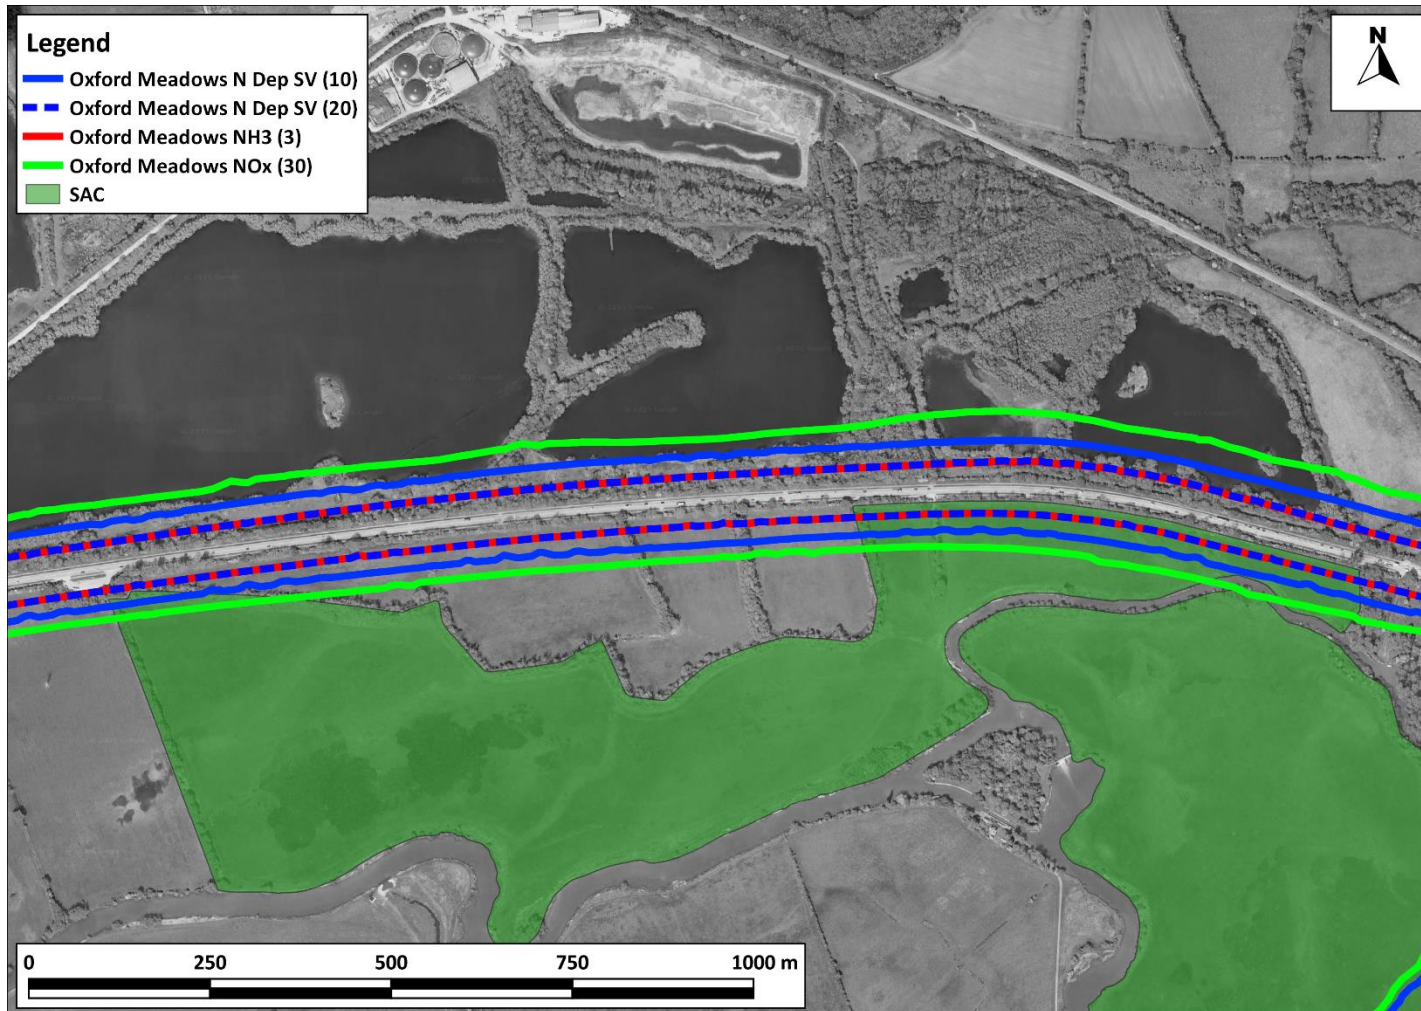 Legend
Oxford Meadows N Dep SV (10)
Oxford Meadows N Dep SV (20)
Oxford Meadows NH3 (3)
Oxford Meadows NOx (30)
SAC
N
0 250 500 750 1000 m